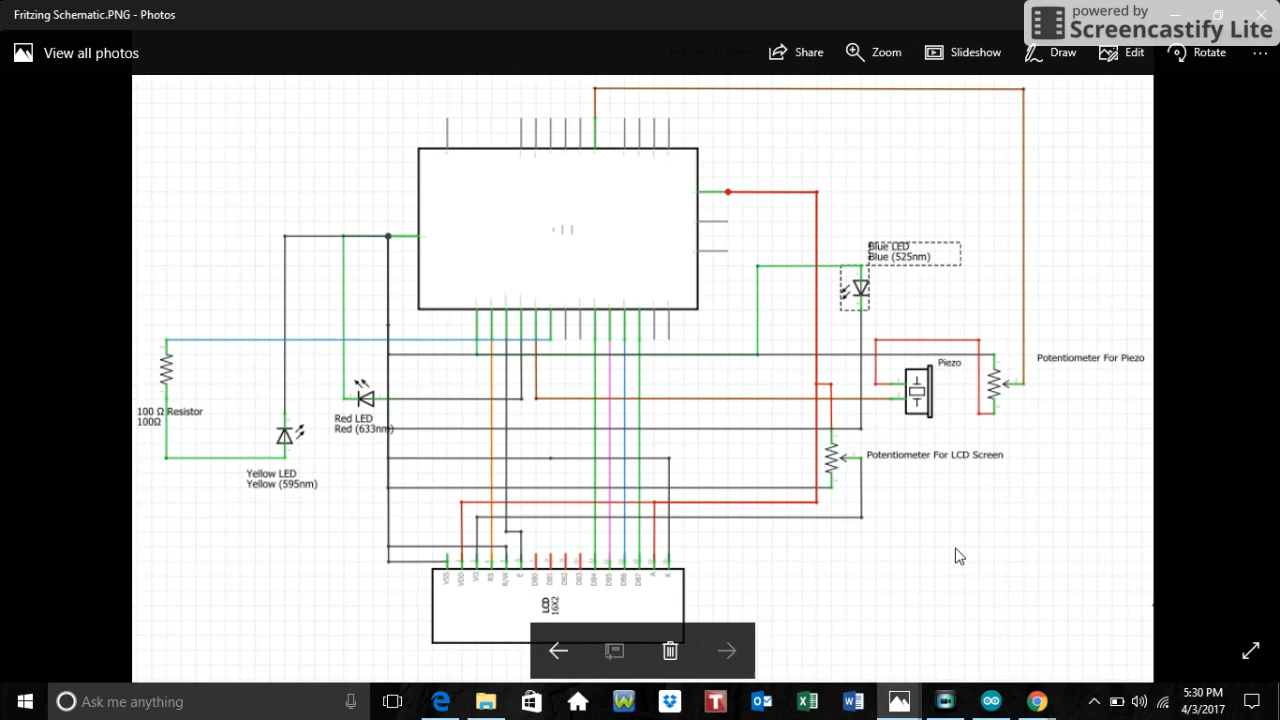 Fritzing Schematic.PNG - Photos
powered by
Screencastify Lite
View all photos
Share
Zoom
Slideshow
Draw
Edit
Rotate
Blue LED
Blue (525nm)
Piezo
Potentiometer For Piezo
100 Ω Resistor
100Ω
Red LED
Red (633nm)
Yellow LED
Yellow (595nm)
Potentiometer For LCD Screen
VSS VDD VO RS R/W E DB0 DB1 DB2 DB3 DB4 DB5 DB6 DB7 A K
LCD
16X2
Ask me anything
5:30 PM
4/3/2017